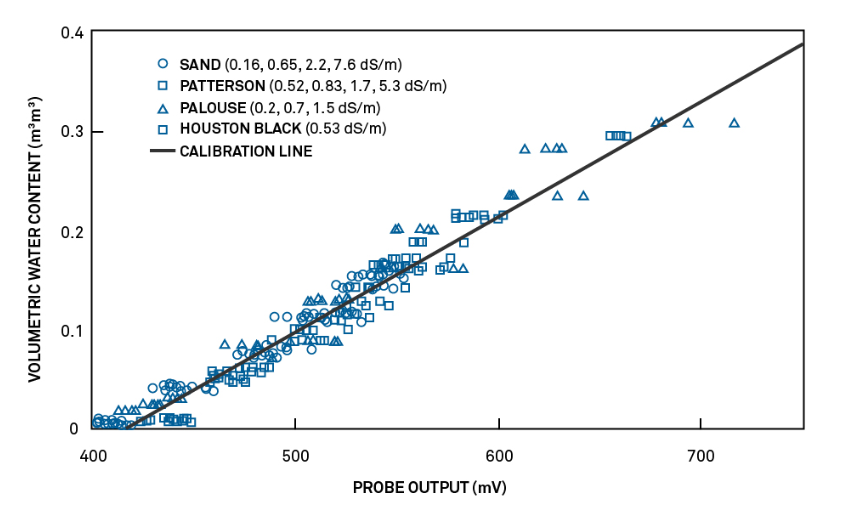 0.4
0.3
0.2
0.1
0
VOLUMETRIC WATER CONTENT (m³m³)
SAND (0.16, 0.65, 2.2, 7.6 dS/m)
PATTERSON (0.52, 0.83, 1.7, 5.3 dS/m)
PALOUSE (0.2, 0.7, 1.5 dS/m)
HOUSTON BLACK (0.53 dS/m)
CALIBRATION LINE
400 500 600 700
PROBE OUTPUT (mV)